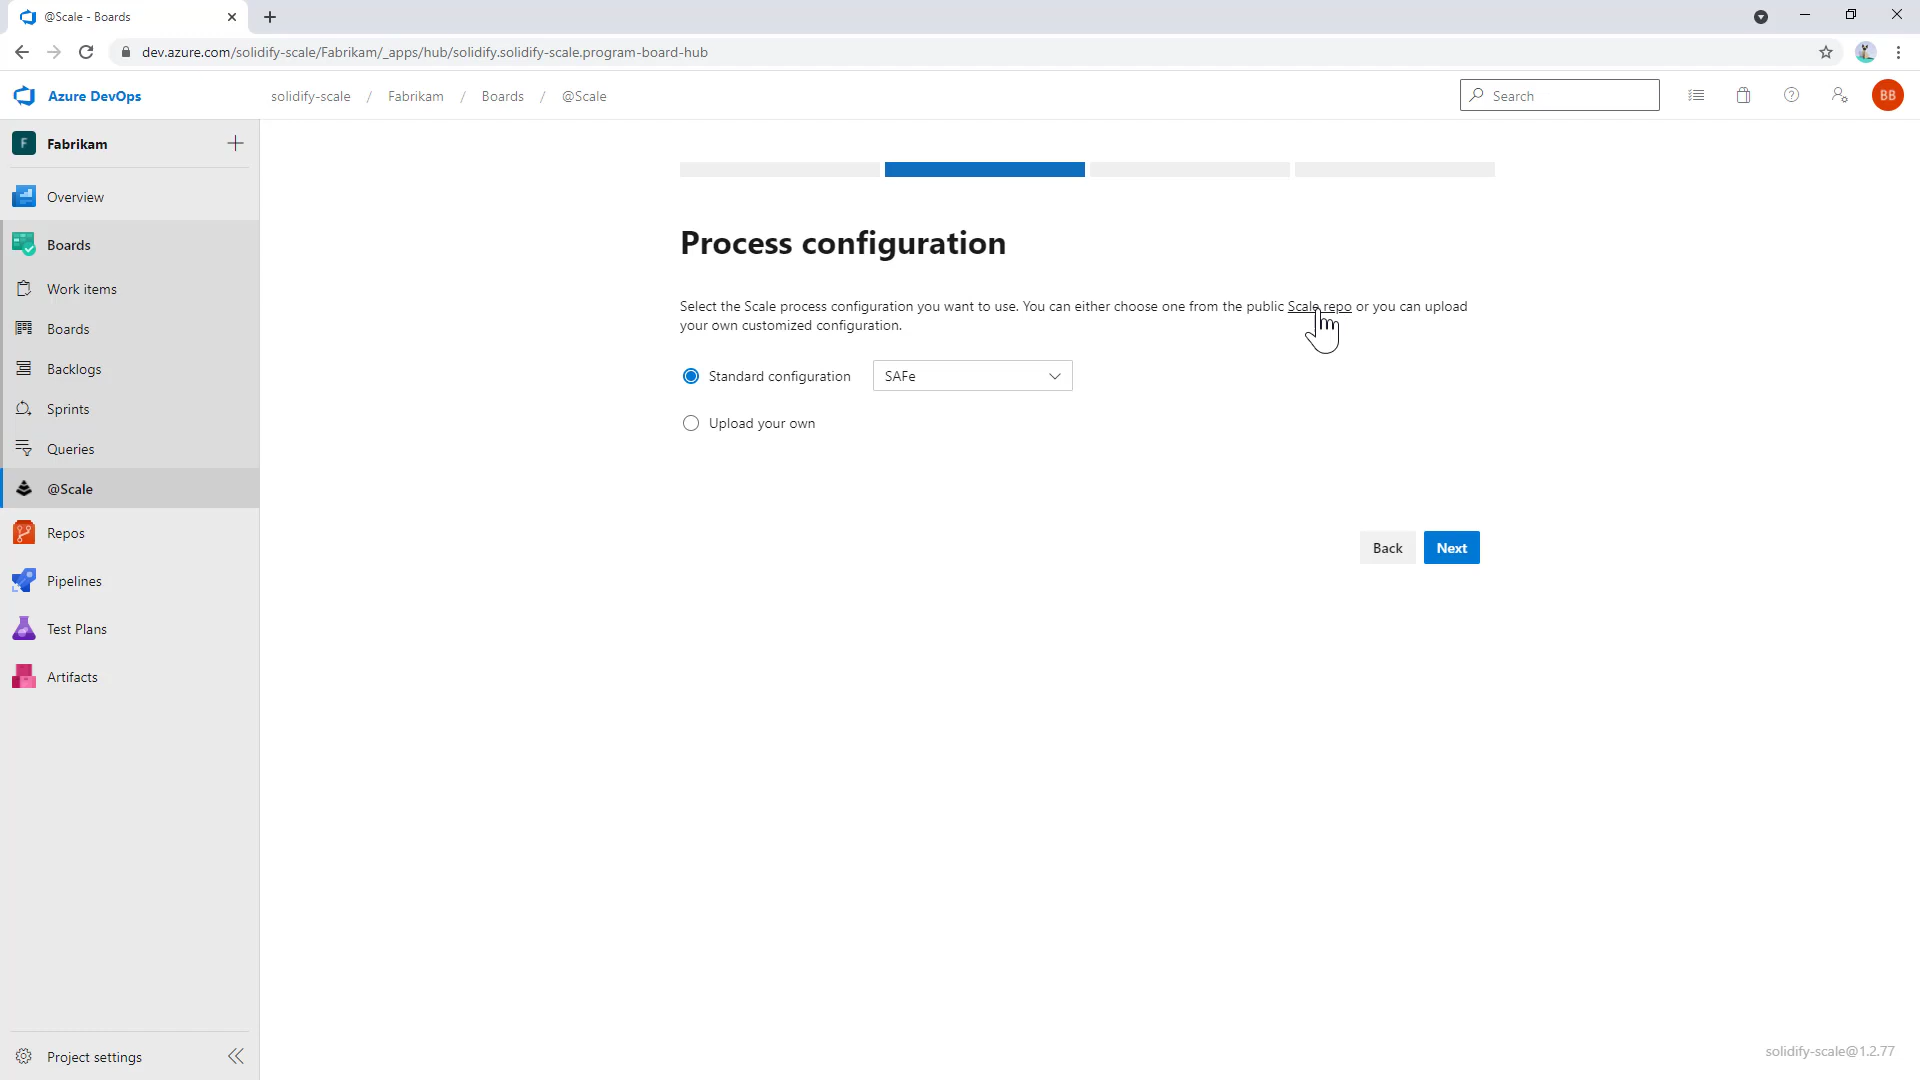 @Scale - Boards
dev.azure.com/solidify-scale/Fabrikam/_apps/hub/solidify.solidify-scale.program-board-hub
Azure DevOps
solidify-scale / Fabrikam / Boards / @Scale
Search
BB
F
Fabrikam
Overview
Boards
Work items
Boards
Backlogs
Sprints
Queries
@Scale
Repos
Pipelines
Test Plans
Artifacts
Project settings
Process configuration
Select the Scale process configuration you want to use. You can either choose one from the public Scale repo or you can upload
your own customized configuration.
Standard configuration
SAFe
Upload your own
Back
Next
solidify-scale@1.2.77